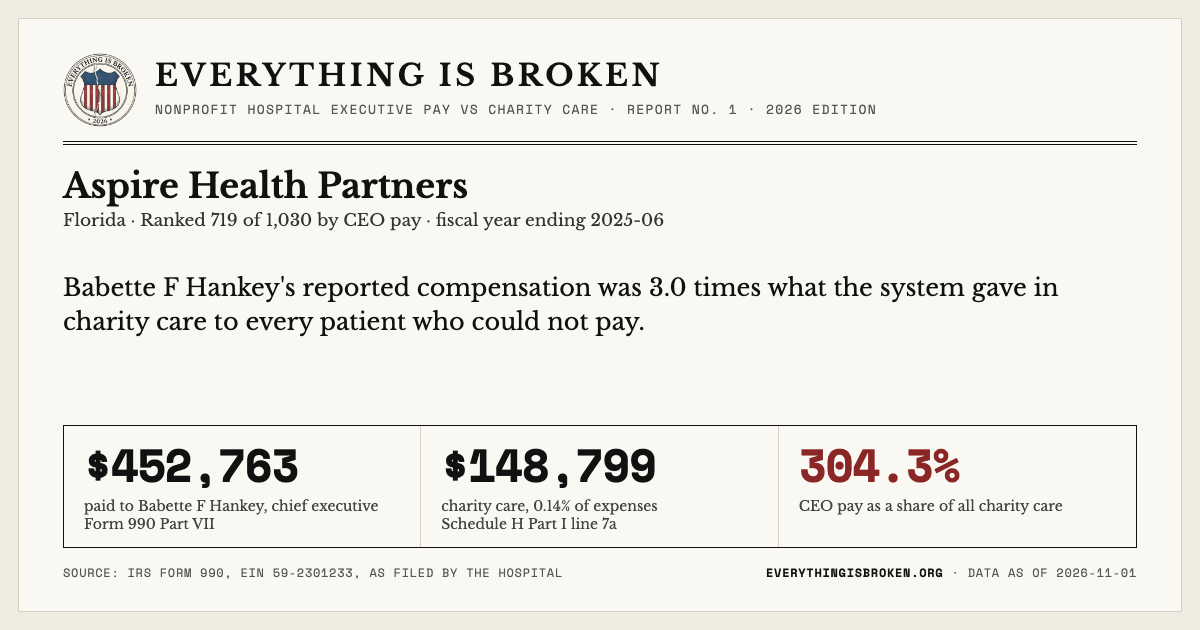 EVERYTHING IS BROKEN
2026
EVERYTHING IS BROKEN
NONPROFIT HOSPITAL EXECUTIVE PAY VS CHARITY CARE · REPORT NO. 1 · 2026 EDITION
Aspire Health Partners
Florida · Ranked 719 of 1,030 by CEO pay · fiscal year ending 2025-06
Babette F Hankey's reported compensation was 3.0 times what the system gave in
charity care to every patient who could not pay.
$452,763
paid to Babette F Hankey, chief executive
Form 990 Part VII
$148,799
charity care, 0.14% of expenses
Schedule H Part I line 7a
304.3%
CEO pay as a share of all charity care
SOURCE: IRS FORM 990, EIN 59-2301233, AS FILED BY THE HOSPITAL
EVERYTHINGISBROKEN.ORG · DATA AS OF 2026-11-01